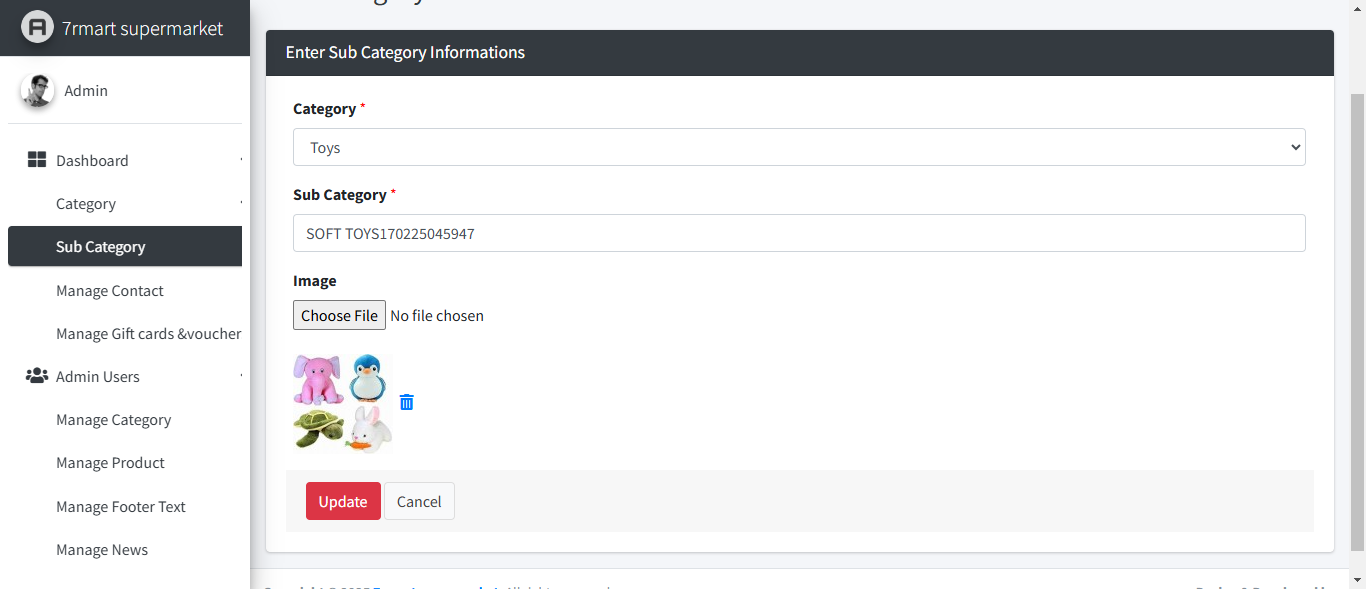 7rmart supermarket
Admin
Dashboard
Category
Sub Category
Manage Contact
Manage Gift cards &voucher
Admin Users
Manage Category
Manage Product
Manage Footer Text
Manage News
Enter Sub Category Informations
Category *
Toys
Sub Category *
SOFT TOYS170225045947
Image
Choose File No file chosen
Update Cancel